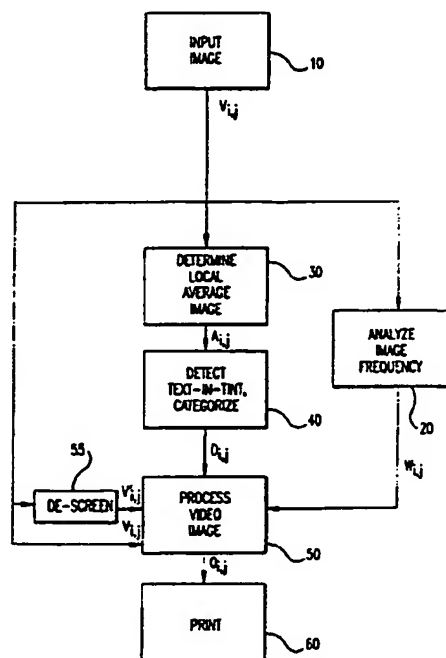 INPUT
IMAGE
10
Vi,j
DETERMINE
LOCAL
AVERAGE
IMAGE
30
Ai,j
ANALYZE
IMAGE
FREQUENCY
20
DETECT
TEXT-IN-TINT,
CATEGORIZE
40
Di,j
Wi,j
55
DE-SCREEN
V'i,j
Vi,j
PROCESS
VIDEO
IMAGE
50
Oi,j
PRINT
60